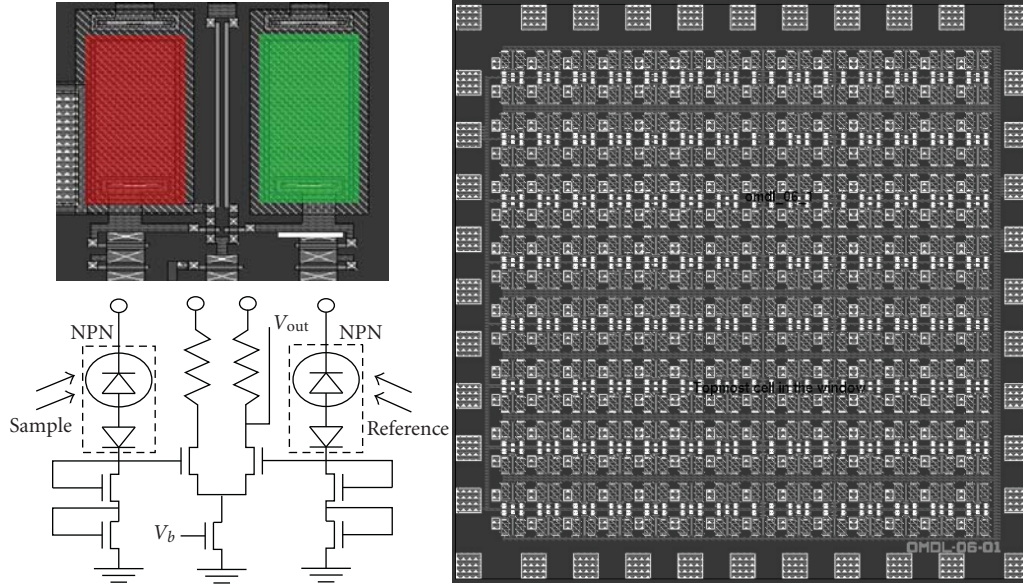 NPN
V_out
NPN
Sample
Reference
V_b
omdl_06_1
Topmost cell in the window
OMDL-06-01